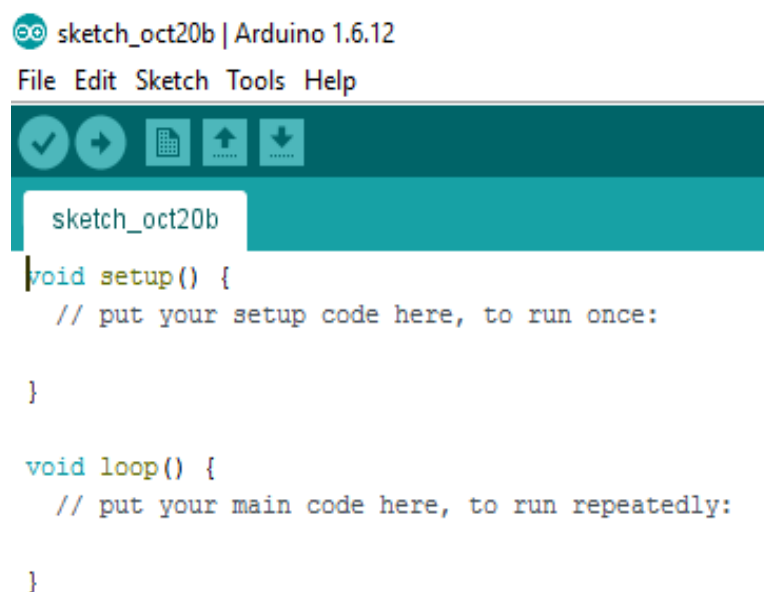 sketch_oct20b | Arduino 1.6.12
File Edit Sketch Tools Help
sketch_oct20b
void setup() {
  // put your setup code here, to run once:
}
void loop() {
  // put your main code here, to run repeatedly:
}